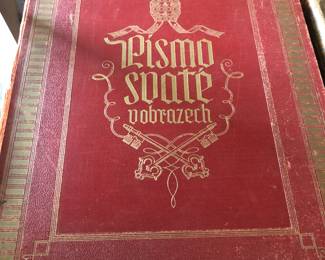 Písmo
svaté
v obrazech